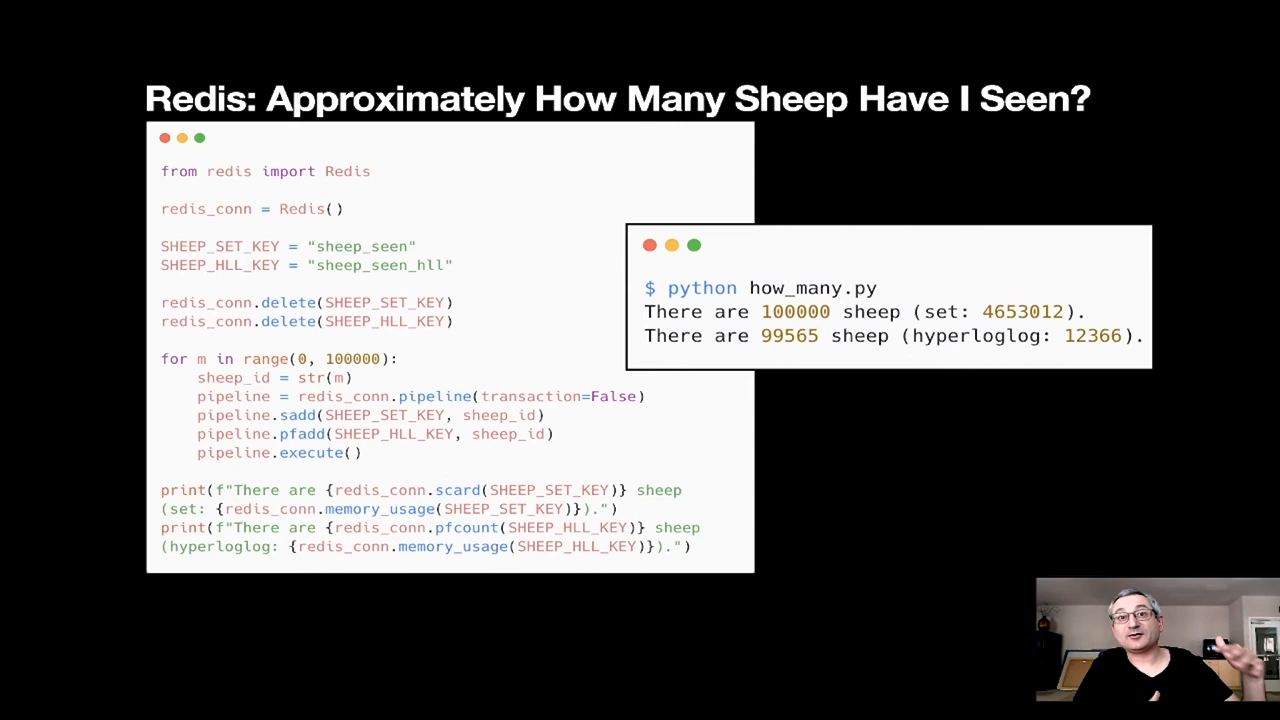 Redis: Approximately How Many Sheep Have I Seen?
from redis import Redis
redis_conn = Redis()
SHEEP_SET_KEY = "sheep_seen"
SHEEP_HLL_KEY = "sheep_seen_hll"
redis_conn.delete(SHEEP_SET_KEY)
redis_conn.delete(SHEEP_HLL_KEY)
for m in range(0, 100000):
    sheep_id = str(m)
    pipeline = redis_conn.pipeline(transaction=False)
    pipeline.sadd(SHEEP_SET_KEY, sheep_id)
    pipeline.pfadd(SHEEP_HLL_KEY, sheep_id)
    pipeline.execute()
print(f"There are {redis_conn.scard(SHEEP_SET_KEY)} sheep
(set: {redis_conn.memory_usage(SHEEP_SET_KEY)}).")
print(f"There are {redis_conn.pfcount(SHEEP_HLL_KEY)} sheep
(hyperloglog: {redis_conn.memory_usage(SHEEP_HLL_KEY)}).")
$ python how_many.py
There are 100000 sheep (set: 4653012).
There are 99565 sheep (hyperloglog: 12366).